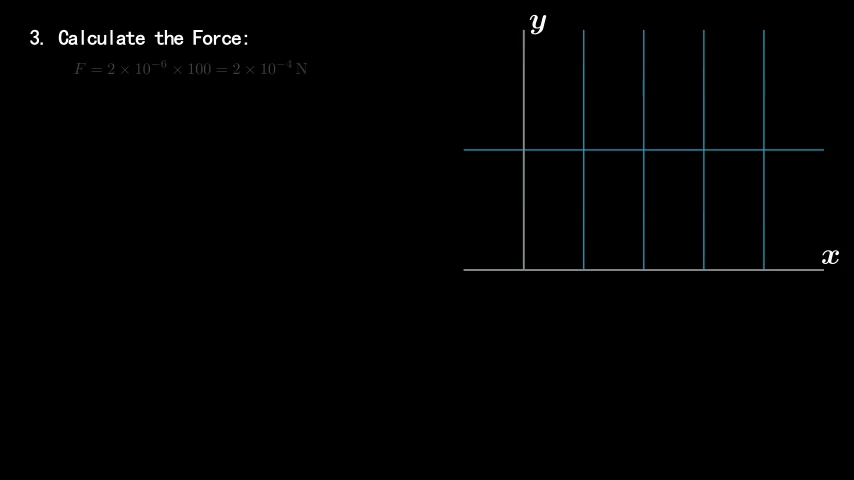 3. Calculate the Force:
F = 2 × 10⁻⁶ × 100 = 2 × 10⁻⁴ N
y
x